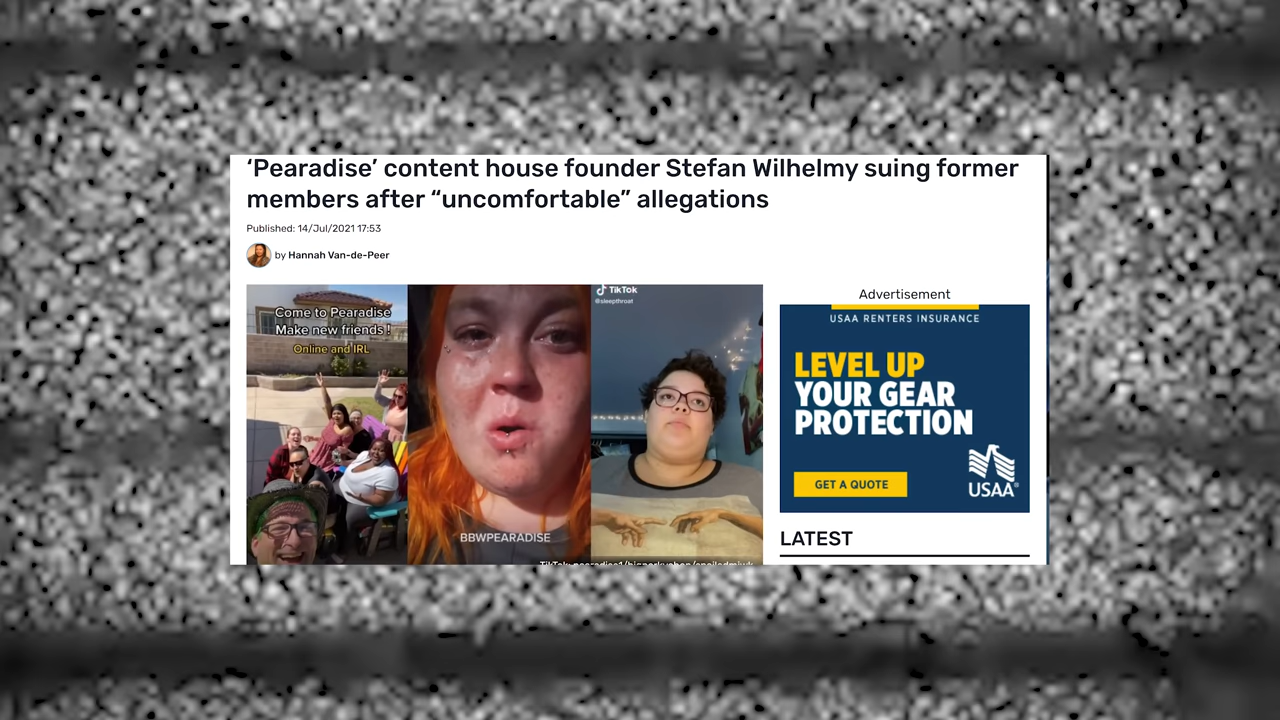 ‘Pearadise’ content house founder Stefan Wilhelmy suing former
members after “uncomfortable” allegations
Published: 14/Jul/2021 17:53
by Hannah Van-de-Peer
Come to Pearadise
Make new friends !
Online and IRL
BBWPEARADISE
TikTok
@sleepthroat
Advertisement
USAA RENTERS INSURANCE
LEVEL UP
YOUR GEAR
PROTECTION
GET A QUOTE
USAA®
LATEST